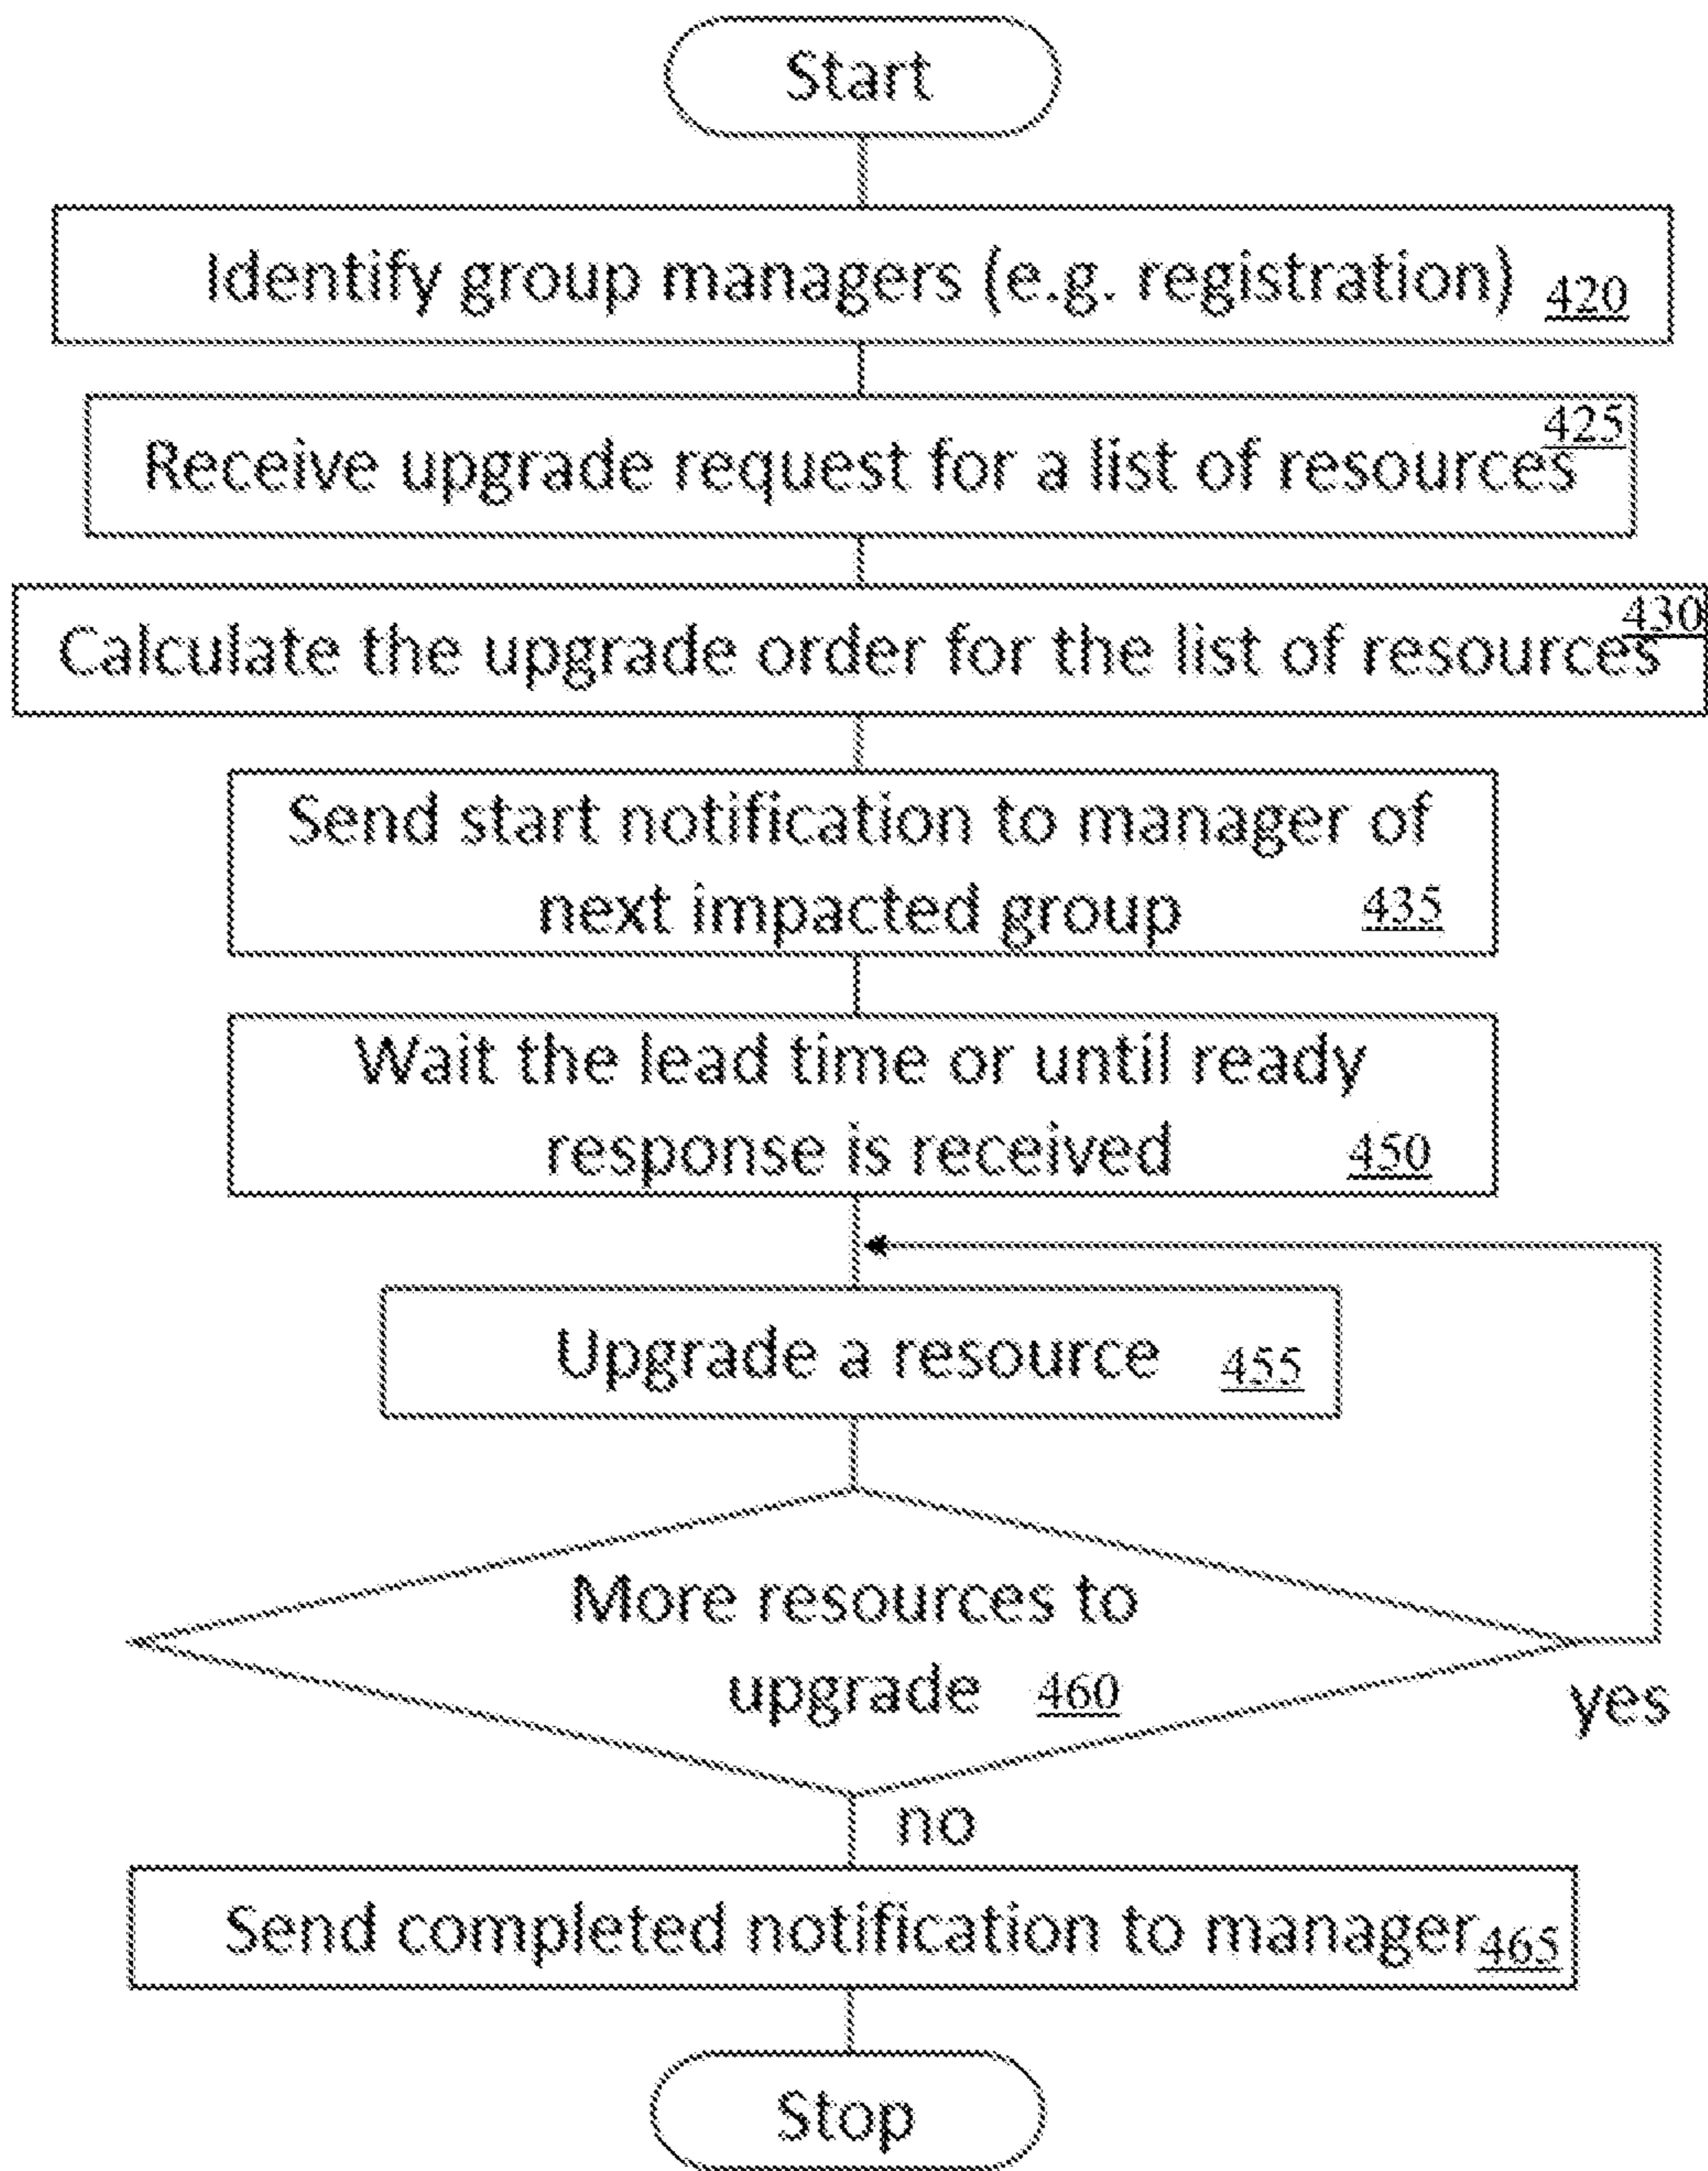 Start
Identify group managers (e.g. registration) 420
425
Receive upgrade request for a list of resources
430
Calculate the upgrade order for the list of resources
Send start notification to manager of
next impacted group 435
Wait the lead time or until ready
response is received 450
Upgrade a resource 455
More resources to
upgrade 460
yes
no
Send completed notification to manager 465
Stop